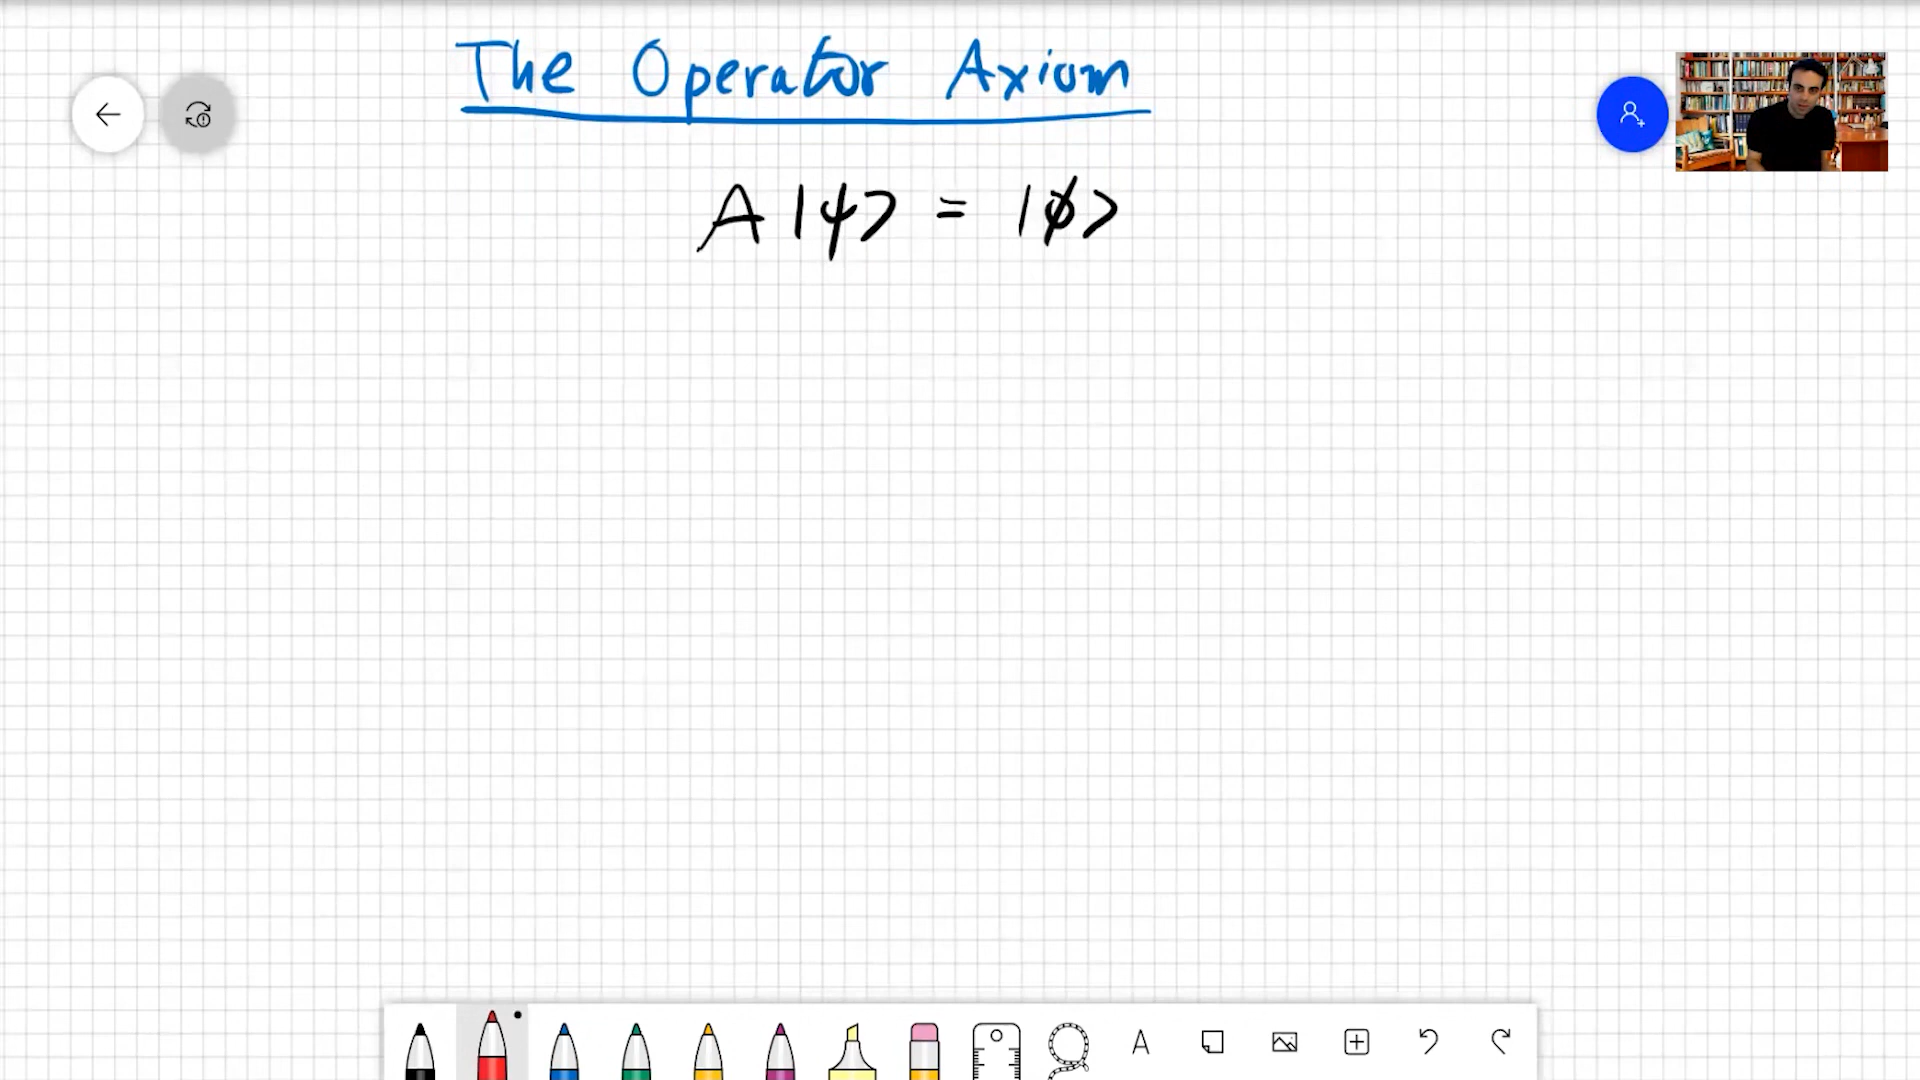 The Operator Axiom
A |ψ> = |ϕ>
A